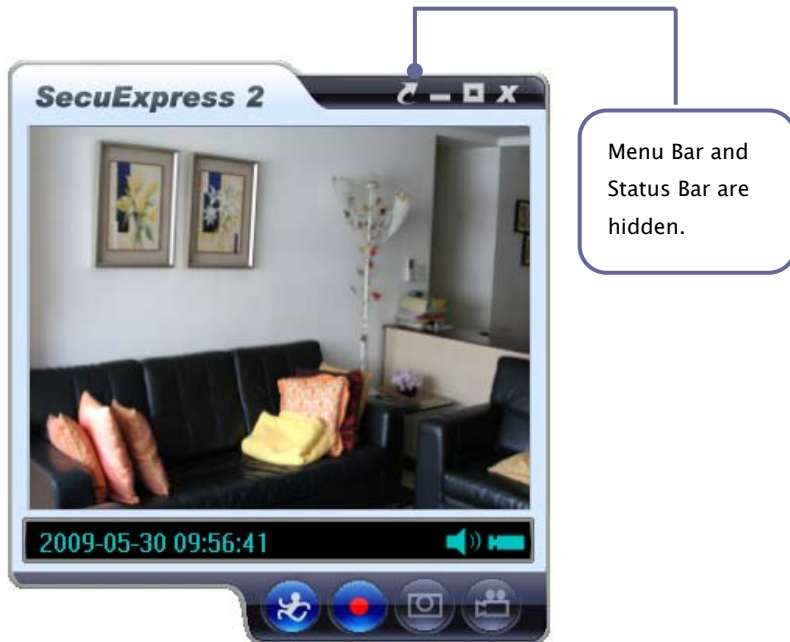 SecuExpress 2
Menu Bar and
Status Bar are
hidden.
2009-05-30 09:56:41